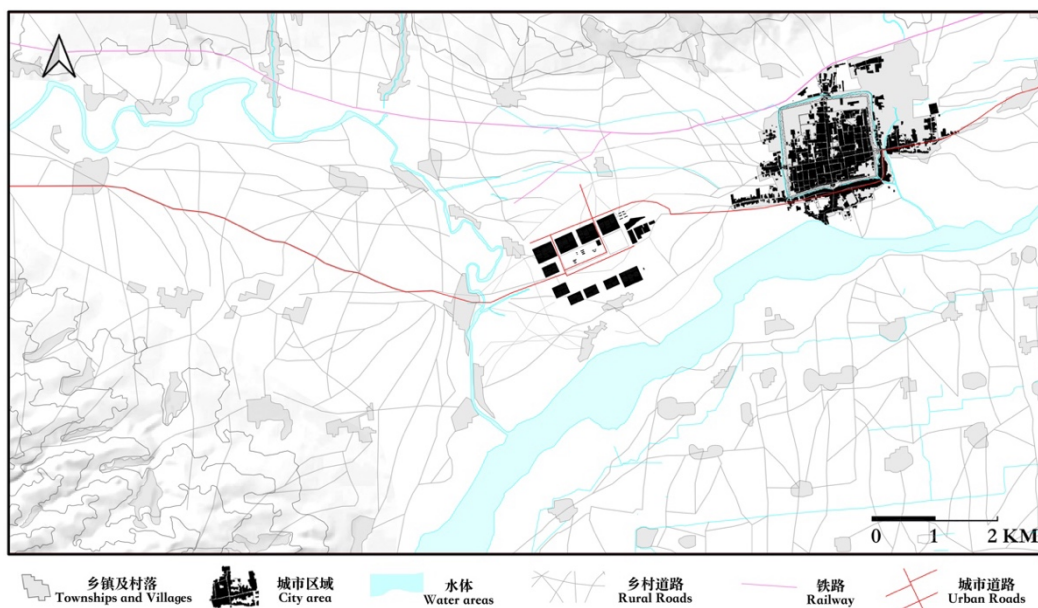 0 1 2 KM
乡镇及村落
Townships and Villages
城市区域
City area
水体
Water areas
乡村道路
Rural Roads
铁路
Railway
城市道路
Urban Roads